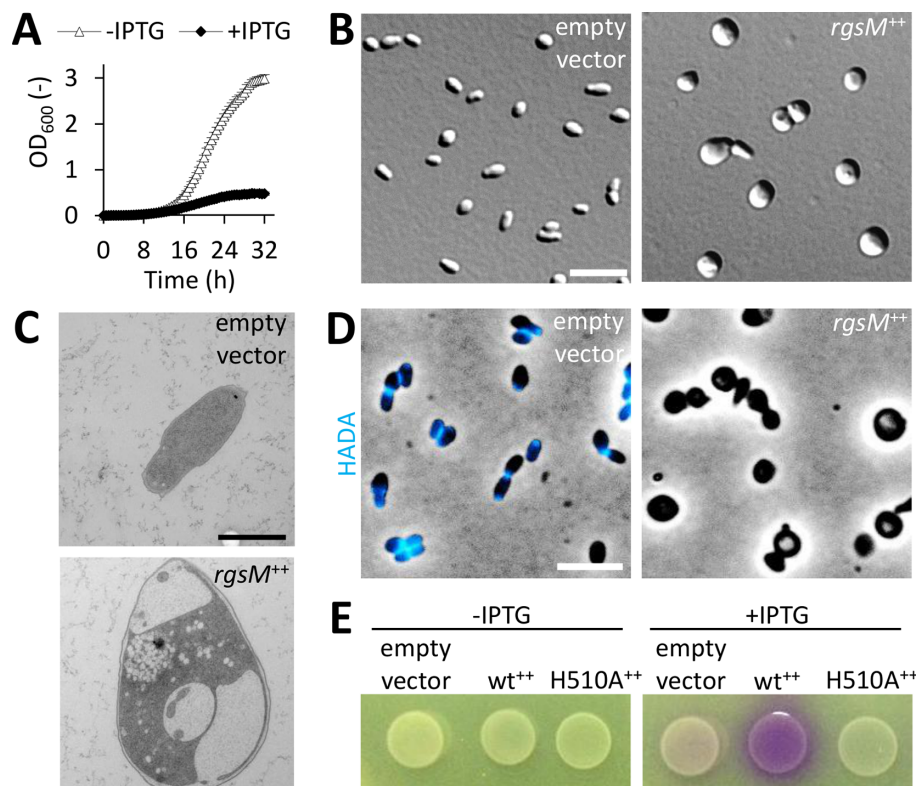 A
-IPTG +IPTG
OD600 (-)
3
2
1
0
0 8 16 24 32
Time (h)
B
empty
vector
rgsM++
C
empty
vector
rgsM++
D
HADA
empty
vector
rgsM++
E
-IPTG +IPTG
empty
vector wt++ H510A++
empty
vector wt++ H510A++